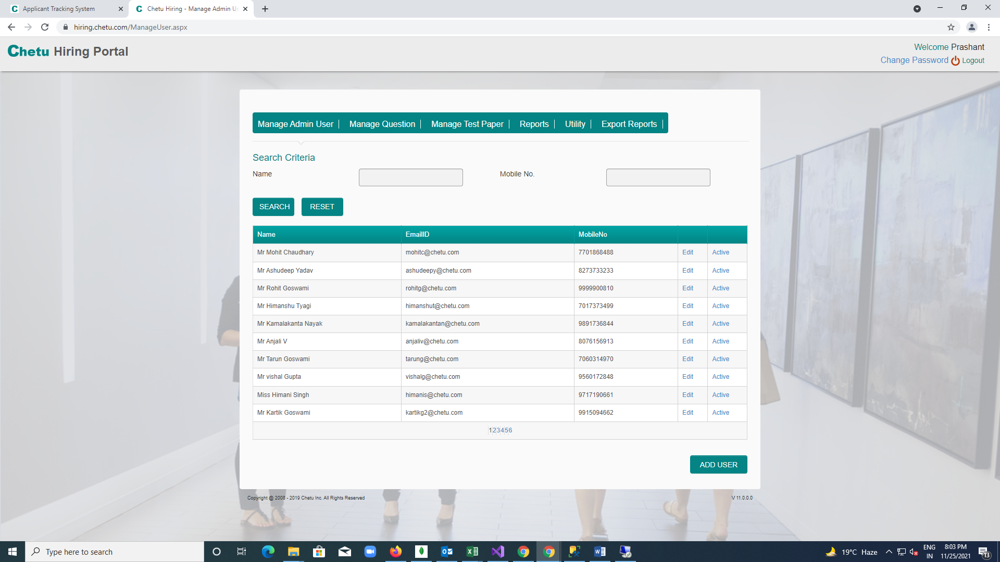 Applicant Tracking System
Chetu Hiring - Manage Admin Us
hiring.chetu.com/ManageUser.aspx
Chetu Hiring Portal
Welcome Prashant
Change Password Logout
Manage Admin User Manage Question Manage Test Paper Reports Utility Export Reports
Search Criteria
Name Mobile No.
SEARCH RESET
Name EmailID MobileNo
Mr Mohit Chaudhary mohitc@chetu.com 7701868488 Edit Active
Mr Ashudeep Yadav ashudeepy@chetu.com 8273733233 Edit Active
Mr Rohit Goswami rohitg@chetu.com 9999900810 Edit Active
Mr Himanshu Tyagi himanshut@chetu.com 7017373499 Edit Active
Mr Kamalakanta Nayak kamalakantan@chetu.com 9891736844 Edit Active
Mr Anjali V anjaliv@chetu.com 8076156913 Edit Active
Mr Tarun Goswami tarung@chetu.com 7060314970 Edit Active
Mr vishal Gupta vishalg@chetu.com 9560172848 Edit Active
Miss Himani Singh himanis@chetu.com 9717190661 Edit Active
Mr Kartik Goswami kartikg2@chetu.com 9915094662 Edit Active
123456
ADD USER
Copyright @ 2008 - 2019 Chetu Inc. All Rights Reserved V 11.0.0.0
Type here to search
19°C Haze
ENG
IN
8:03 PM
11/25/2021
13